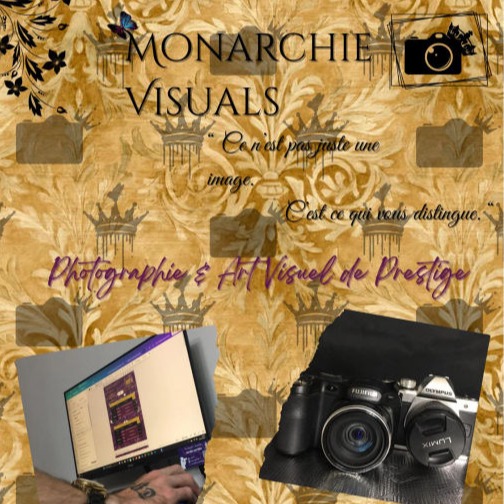 MONARCHIE
VISUALS
" Ce n'est pas juste une
image.
C'est ce qui vous distingue."
Photographie & Art Visuel de Prestige
FUJIFILM
OLYMPUS
LUMIX